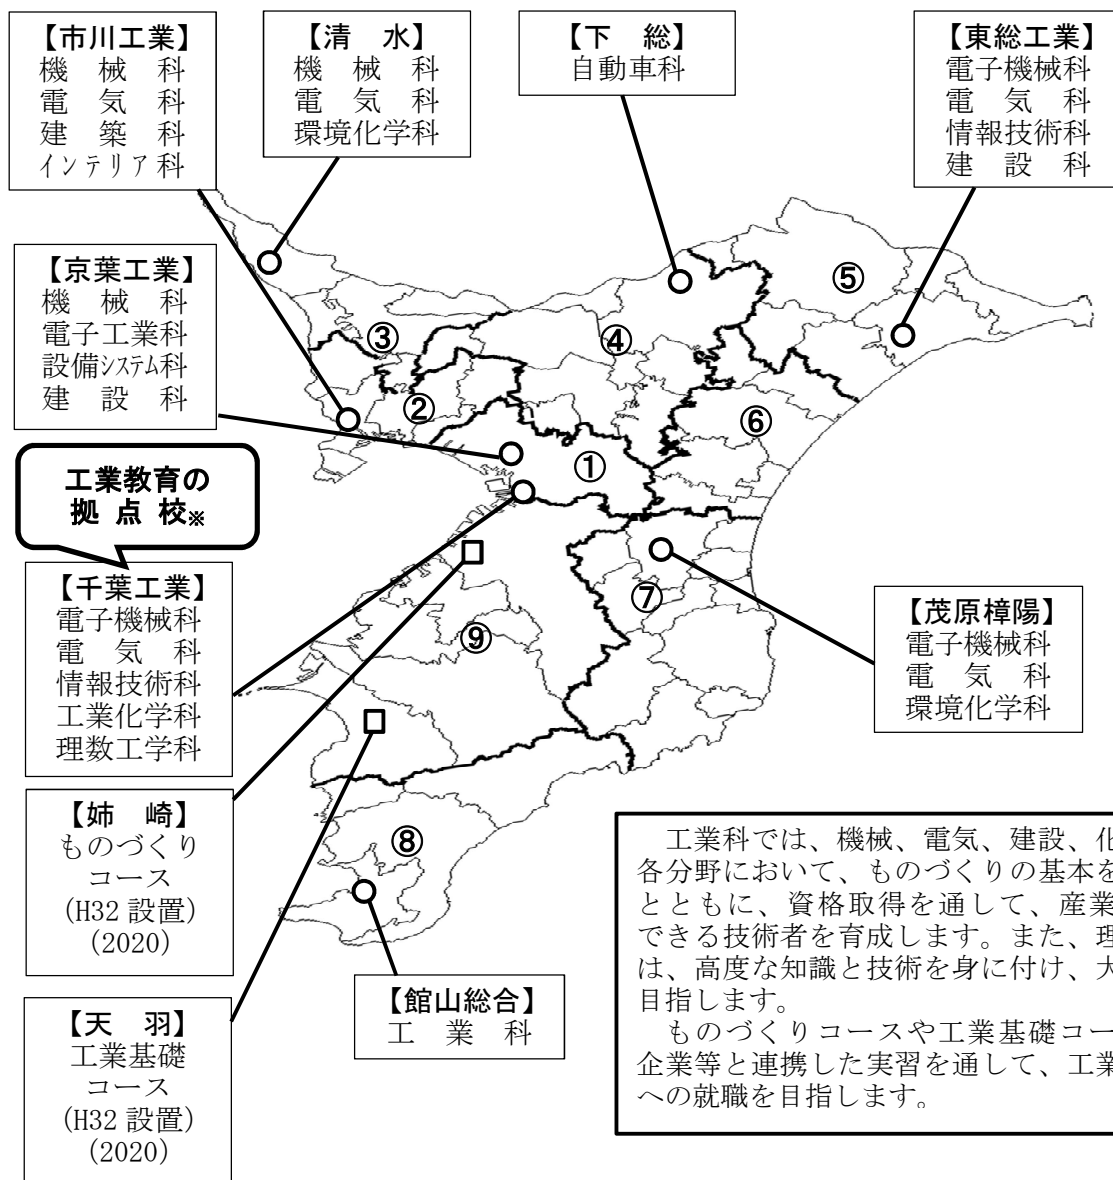 【市川工業】
機　械　科
電　気　科
建　築　科
インテリア科
【清　水】
機　械　科
電　気　科
環境化学科
【下　総】
自動車科
【東総工業】
電子機械科
電　気　科
情報技術科
建　設　科
【京葉工業】
機　械　科
電子工業科
設備システム科
建　設　科
工業教育の
拠 点 校※
【千葉工業】
電子機械科
電　気　科
情報技術科
工業化学科
理数工学科
【姉　崎】
ものづくり
コース
(H32 設置)
(2020)
【天　羽】
工業基礎
コース
(H32 設置)
(2020)
【館山総合】
工　業　科
【茂原樟陽】
電子機械科
電　気　科
環境化学科
③
②
④
⑤
⑥
①
⑦
⑨
⑧
工業科では、機械、電気、建設、化
各分野において、ものづくりの基本を
とともに、資格取得を通して、産業
できる技術者を育成します。また、理
は、高度な知識と技術を身に付け、大
目指します。
ものづくりコースや工業基礎コー
企業等と連携した実習を通して、工業
への就職を目指します。